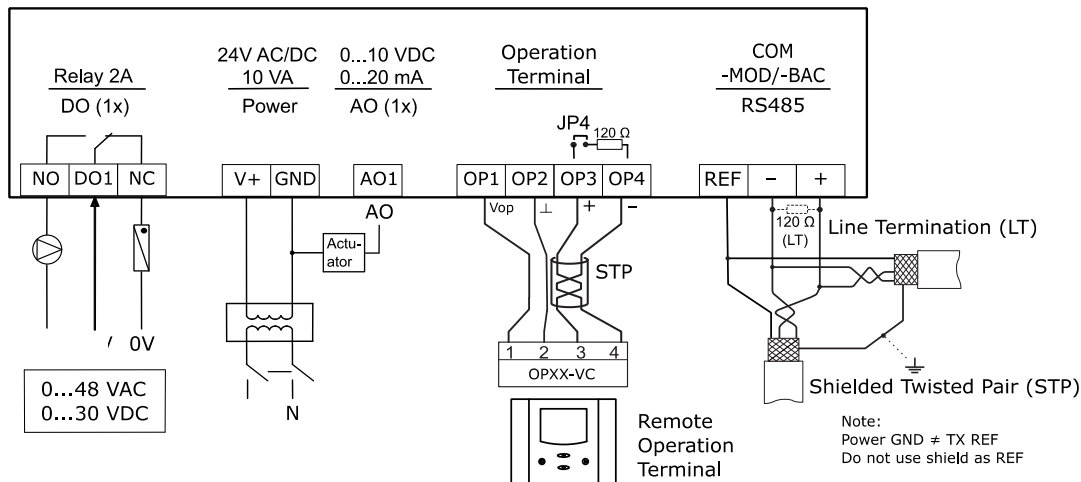 Relay 2A
DO (1x)
24V AC/DC
10 VA
Power
0...10 VDC
0...20 mA
AO (1x)
Operation
Terminal
COM
-MOD/-BAC
RS485
JP4
120 Ω
NO DO1 NC
V+ GND
AO1
OP1 OP2 OP3 OP4
REF − +
Vop ⊥ + −
AO
Actu-
ator
STP
120 Ω
(LT)
Line Termination (LT)
0V
1 2 3 4
OPXX-VC
0...48 VAC
0...30 VDC
N
Shielded Twisted Pair (STP)
Remote
Operation
Terminal
Note:
Power GND ≠ TX REF
Do not use shield as REF